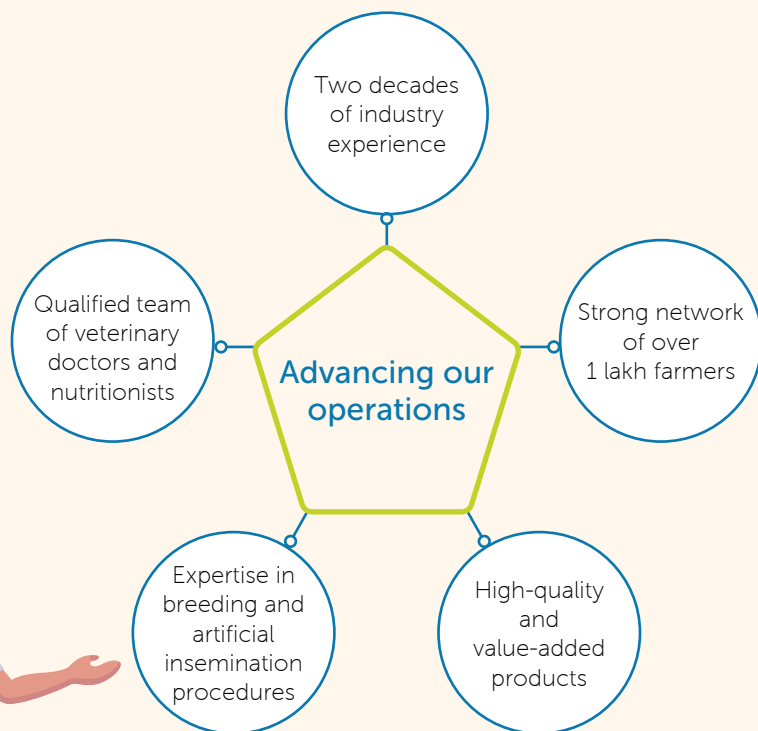 Two decades
of industry
experience
Qualified team
of veterinary
doctors and
nutritionists
Strong network
of over
1 lakh farmers
Advancing our
operations
Expertise in
breeding and
artificial
insemination
procedures
High-quality
and
value-added
products